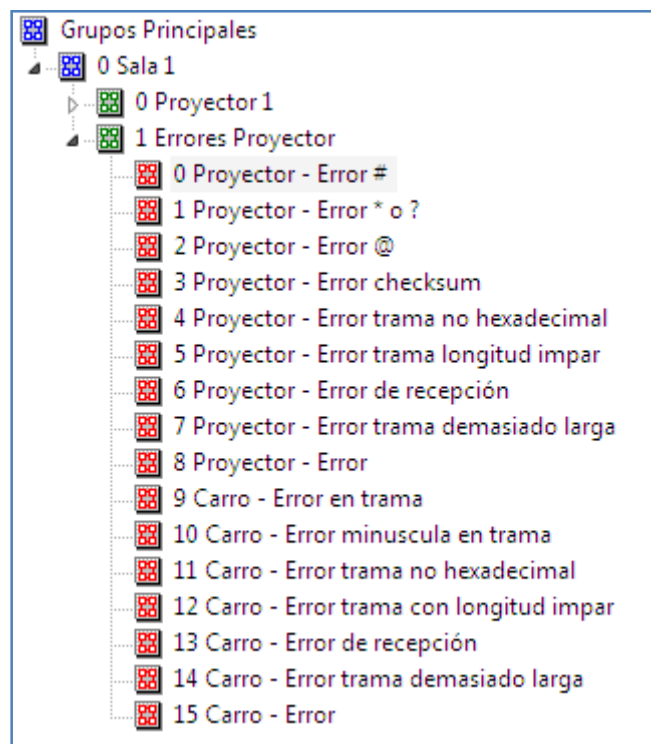 Grupos Principales
0 Sala 1
0 Proyector 1
1 Errores Proyector
0 Proyector - Error #
1 Proyector - Error * o ?
2 Proyector - Error @
3 Proyector - Error checksum
4 Proyector - Error trama no hexadecimal
5 Proyector - Error trama longitud impar
6 Proyector - Error de recepción
7 Proyector - Error trama demasiado larga
8 Proyector - Error
9 Carro - Error en trama
10 Carro - Error minuscula en trama
11 Carro - Error trama no hexadecimal
12 Carro - Error trama con longitud impar
13 Carro - Error de recepción
14 Carro - Error trama demasiado larga
15 Carro - Error